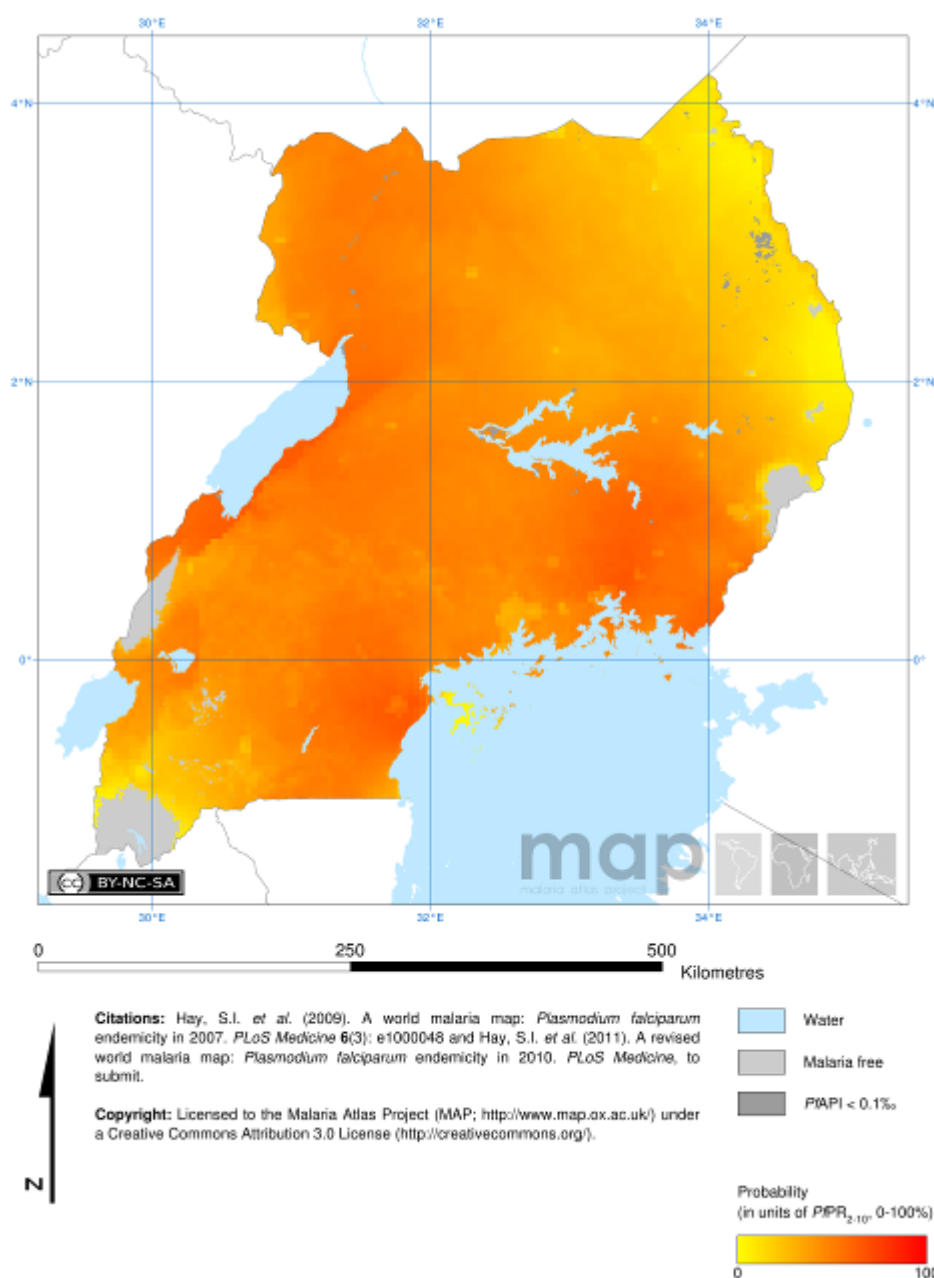 30°E 32°E 34°E
4°N 4°N
2°N 2°N
0° 0°
map
malaria atlas project
CC BY-NC-SA
30°E 32°E 34°E
0 250 500
Kilometres
Citations: Hay, S.I. et al. (2009). A world malaria map: Plasmodium falciparum
endemicity in 2007. PLoS Medicine 6(3): e1000048 and Hay, S.I. et al. (2011). A revised
world malaria map: Plasmodium falciparum endemicity in 2010. PLoS Medicine, to
submit.
Copyright: Licensed to the Malaria Atlas Project (MAP; http://www.map.ox.ac.uk/) under
a Creative Commons Attribution 3.0 License (http://creativecommons.org/).
N
Water
Malaria free
PfAPI < 0.1‰
Probability
(in units of PfPR2-10, 0-100%)
0 100